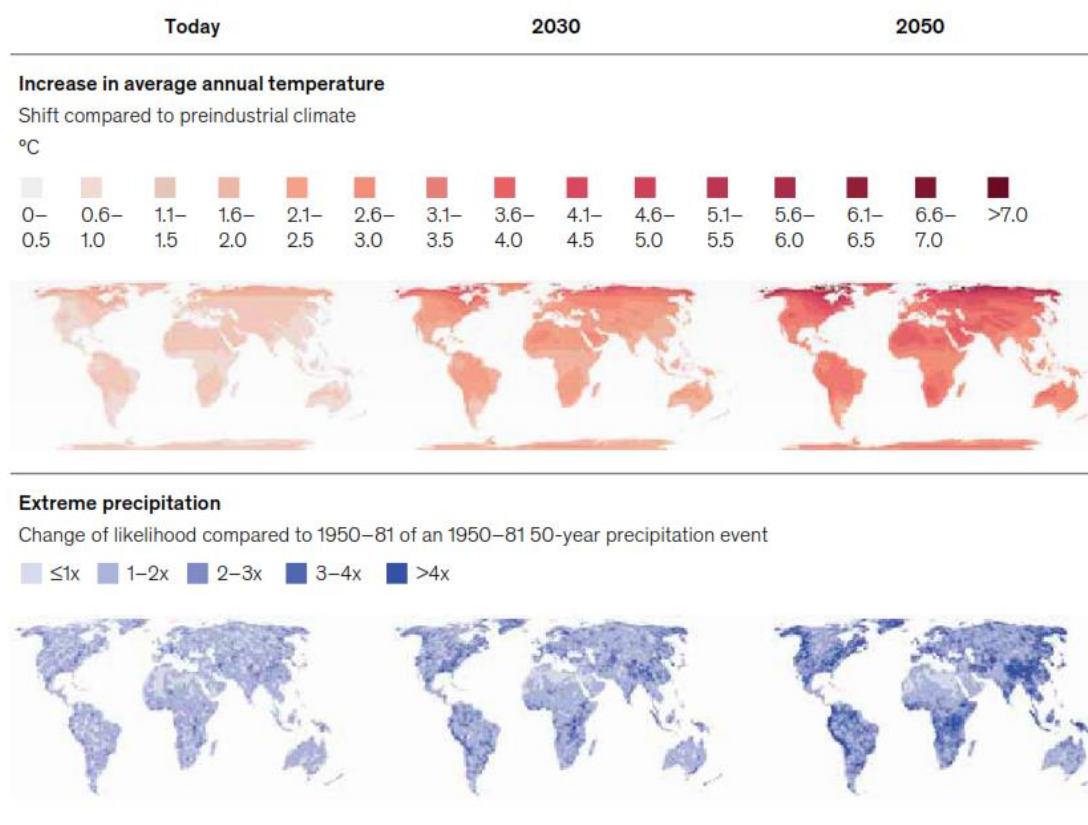 Today 2030 2050
Increase in average annual temperature
Shift compared to preindustrial climate
°C
0– 0.6– 1.1– 1.6– 2.1– 2.6– 3.1– 3.6– 4.1– 4.6– 5.1– 5.6– 6.1– 6.6– >7.0
0.5 1.0 1.5 2.0 2.5 3.0 3.5 4.0 4.5 5.0 5.5 6.0 6.5 7.0
Extreme precipitation
Change of likelihood compared to 1950–81 of an 1950–81 50-year precipitation event
≤1x 1–2x 2–3x 3–4x >4x